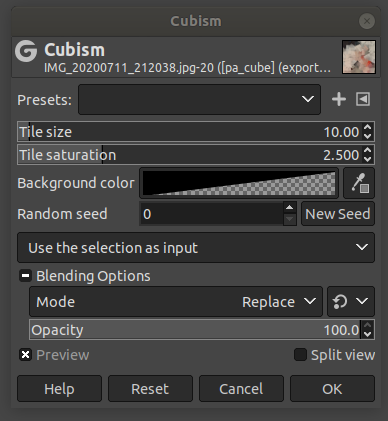 Cubism
Cubism
IMG_20200711_212038.jpg-20 ([pa_cube] (export…
Presets:
Tile size 10.00
Tile saturation 2.500
Background color
Random seed 0 New Seed
Use the selection as input
Blending Options
Mode Replace
Opacity 100.0
Preview Split view
Help Reset Cancel OK